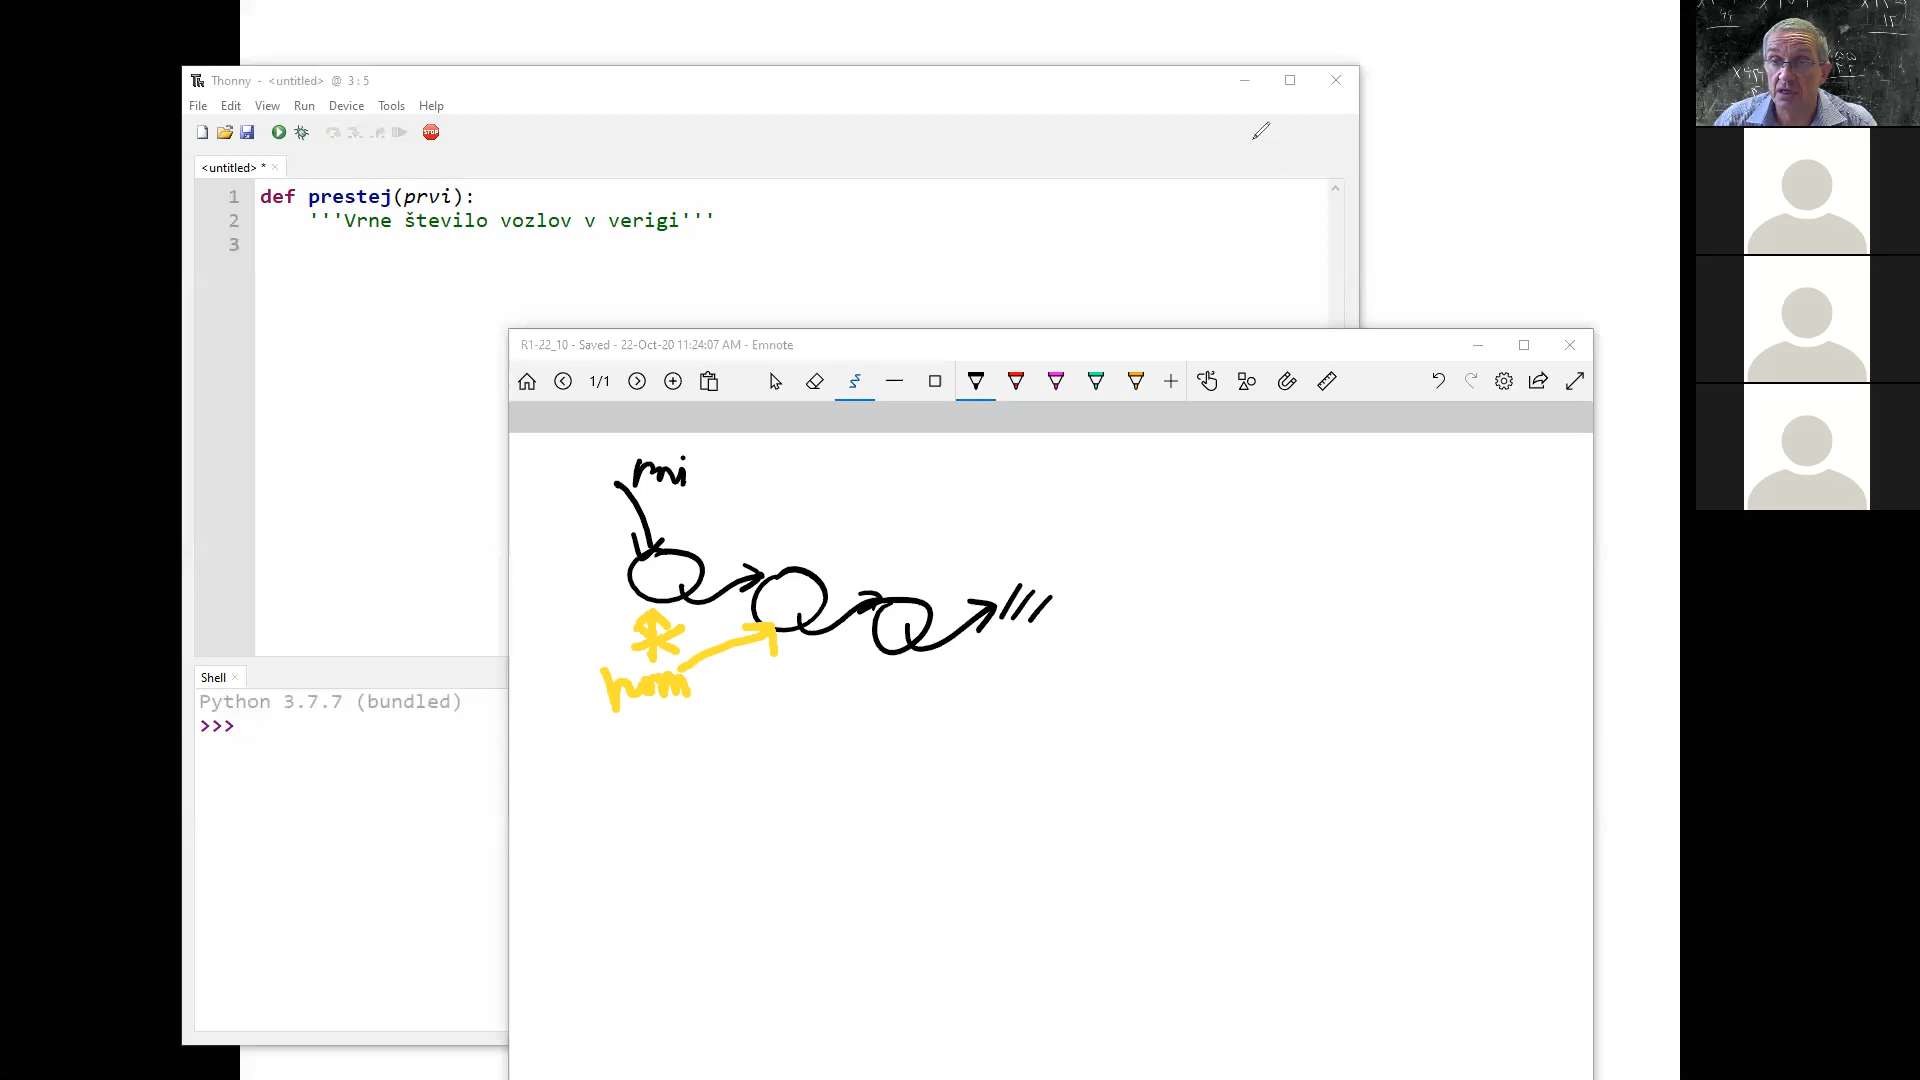 Thonny - <untitled> @ 3 : 5
File Edit View Run Device Tools Help
STOP
<untitled> *
1 def prestej(prvi):
2 '''Vrne število vozlov v verigi'''
3
R1-22_10 - Saved - 22-Oct-20 11:24:07 AM - Emnote
1/1
prvi
pom
Shell
Python 3.7.7 (bundled)
>>>